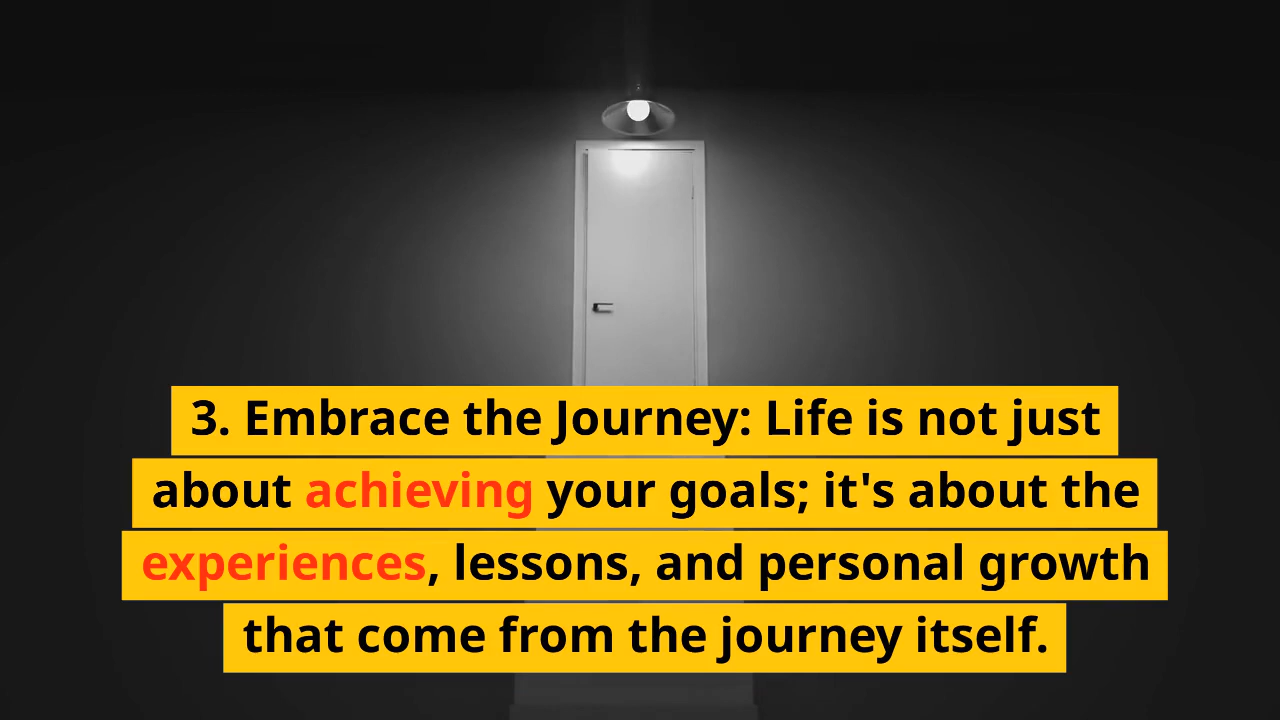 3. Embrace the Journey: Life is not just
about achieving your goals; it's about the
experiences, lessons, and personal growth
that come from the journey itself.